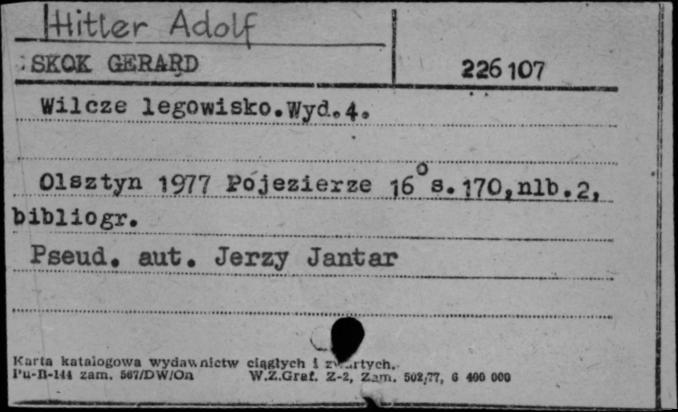 Hitler Adolf
SKOK GERARD
226107
Wilcze legowisko.Wyd.4.
Olsztyn 1977 Pojezierze 16° s.170,nlb.2,
bibliogr.
Pseud. aut. Jerzy Jantar
Karta katalogowa wydawnictw ciągłych i zwartych.
Pu-B-144 zam. 567/DW/On W.Z.Graf. Z-2, Zam. 502/77, 6 400 000